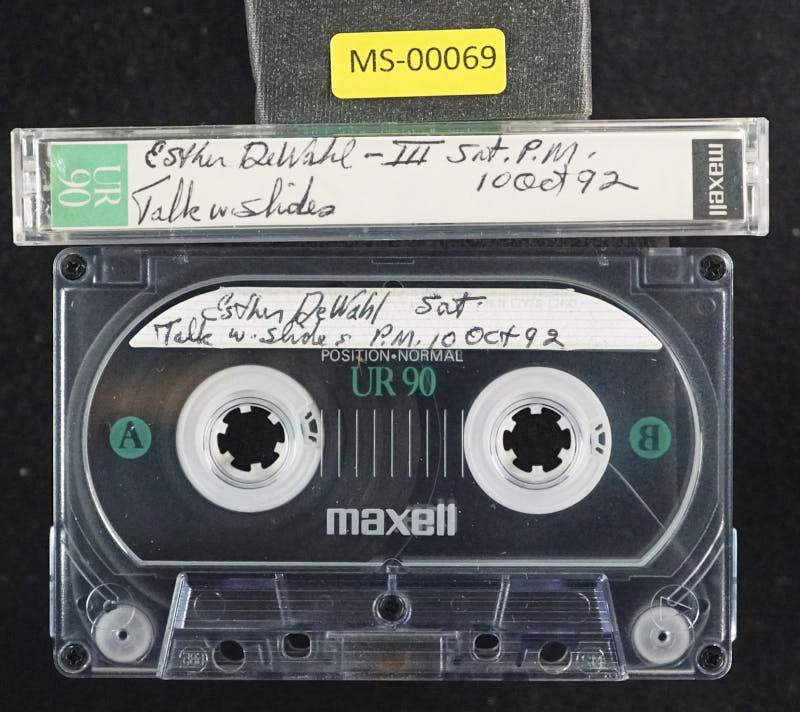 MS-00069
UR
90
Esther DeWahl - III Sat. P.M.
10 Oct 92
Talk w. slides
maxell
Esther DeWahl Sat.
Talk w. slides P.M. 10 Oct 92
POSITION•NORMAL
UR 90
A
B
maxell